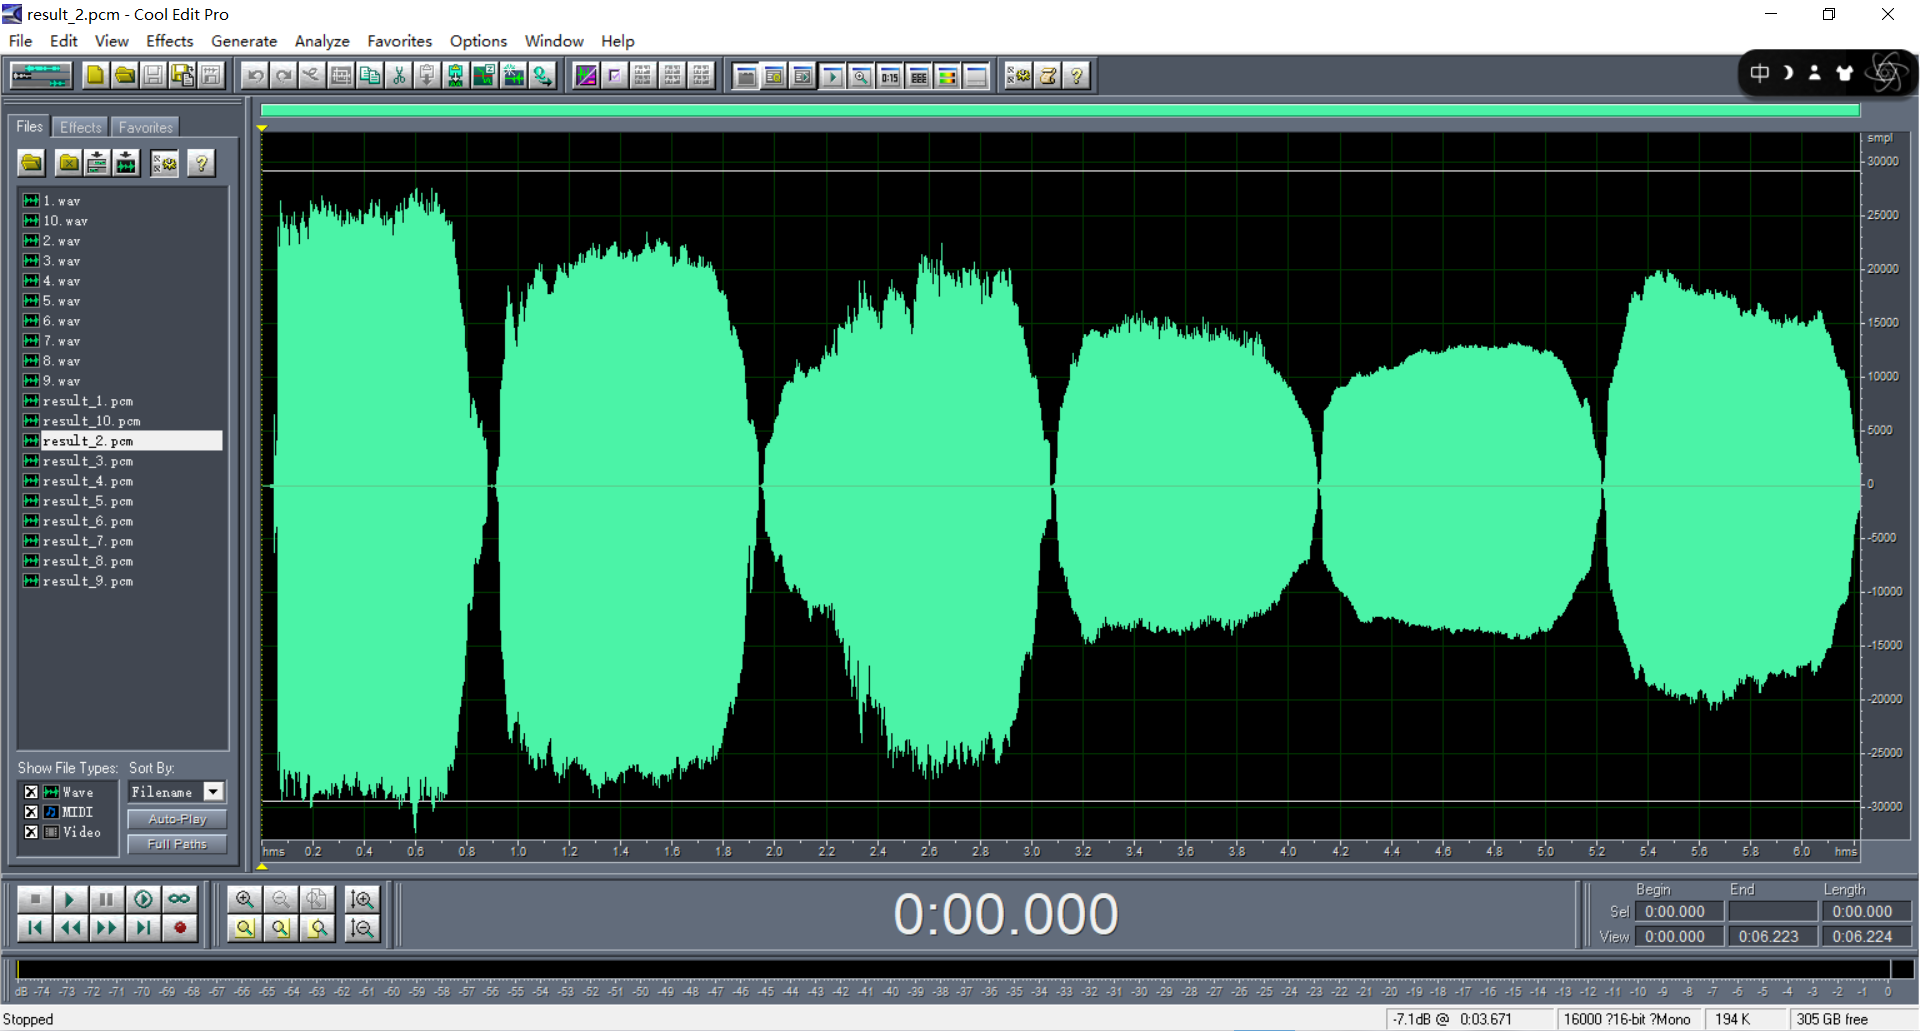 result_2.pcm - Cool Edit Pro
File Edit View Effects Generate Analyze Favorites Options Window Help
0:15
中
Files Effects Favorites
1.wav
10.wav
2.wav
3.wav
4.wav
5.wav
6.wav
7.wav
8.wav
9.wav
result_1.pcm
result_10.pcm
result_2.pcm
result_3.pcm
result_4.pcm
result_5.pcm
result_6.pcm
result_7.pcm
result_8.pcm
result_9.pcm
Show File Types: Sort By:
Wave Filename
MIDI Auto-Play
Video Full Paths
smpl
30000
25000
20000
15000
10000
5000
0
-5000
-10000
-15000
-20000
-25000
-30000
hms 0.2 0.4 0.6 0.8 1.0 1.2 1.4 1.6 1.8 2.0 2.2 2.4 2.6 2.8 3.0 3.2 3.4 3.6 3.8 4.0 4.2 4.4 4.6 4.8 5.0 5.2 5.4 5.6 5.8 6.0 hms
0:00.000
Begin End Length
Sel 0:00.000 0:00.000
View 0:00.000 0:06.223 0:06.224
dB -74 -73 -72 -71 -70 -69 -68 -67 -66 -65 -64 -63 -62 -61 -60 -59 -58 -57 -56 -55 -54 -53 -52 -51 -50 -49 -48 -47 -46 -45 -44 -43 -42 -41 -40 -39 -38 -37 -36 -35 -34 -33 -32 -31 -30 -29 -28 -27 -26 -25 -24 -23 -22 -21 -20 -19 -18 -17 -16 -15 -14 -13 -12 -11 -10 -9 -8 -7 -6 -5 -4 -3 -2 -1 0
Stopped
-7.1dB @ 0:03.671 16000 ?16-bit ?Mono 194 K 305 GB free